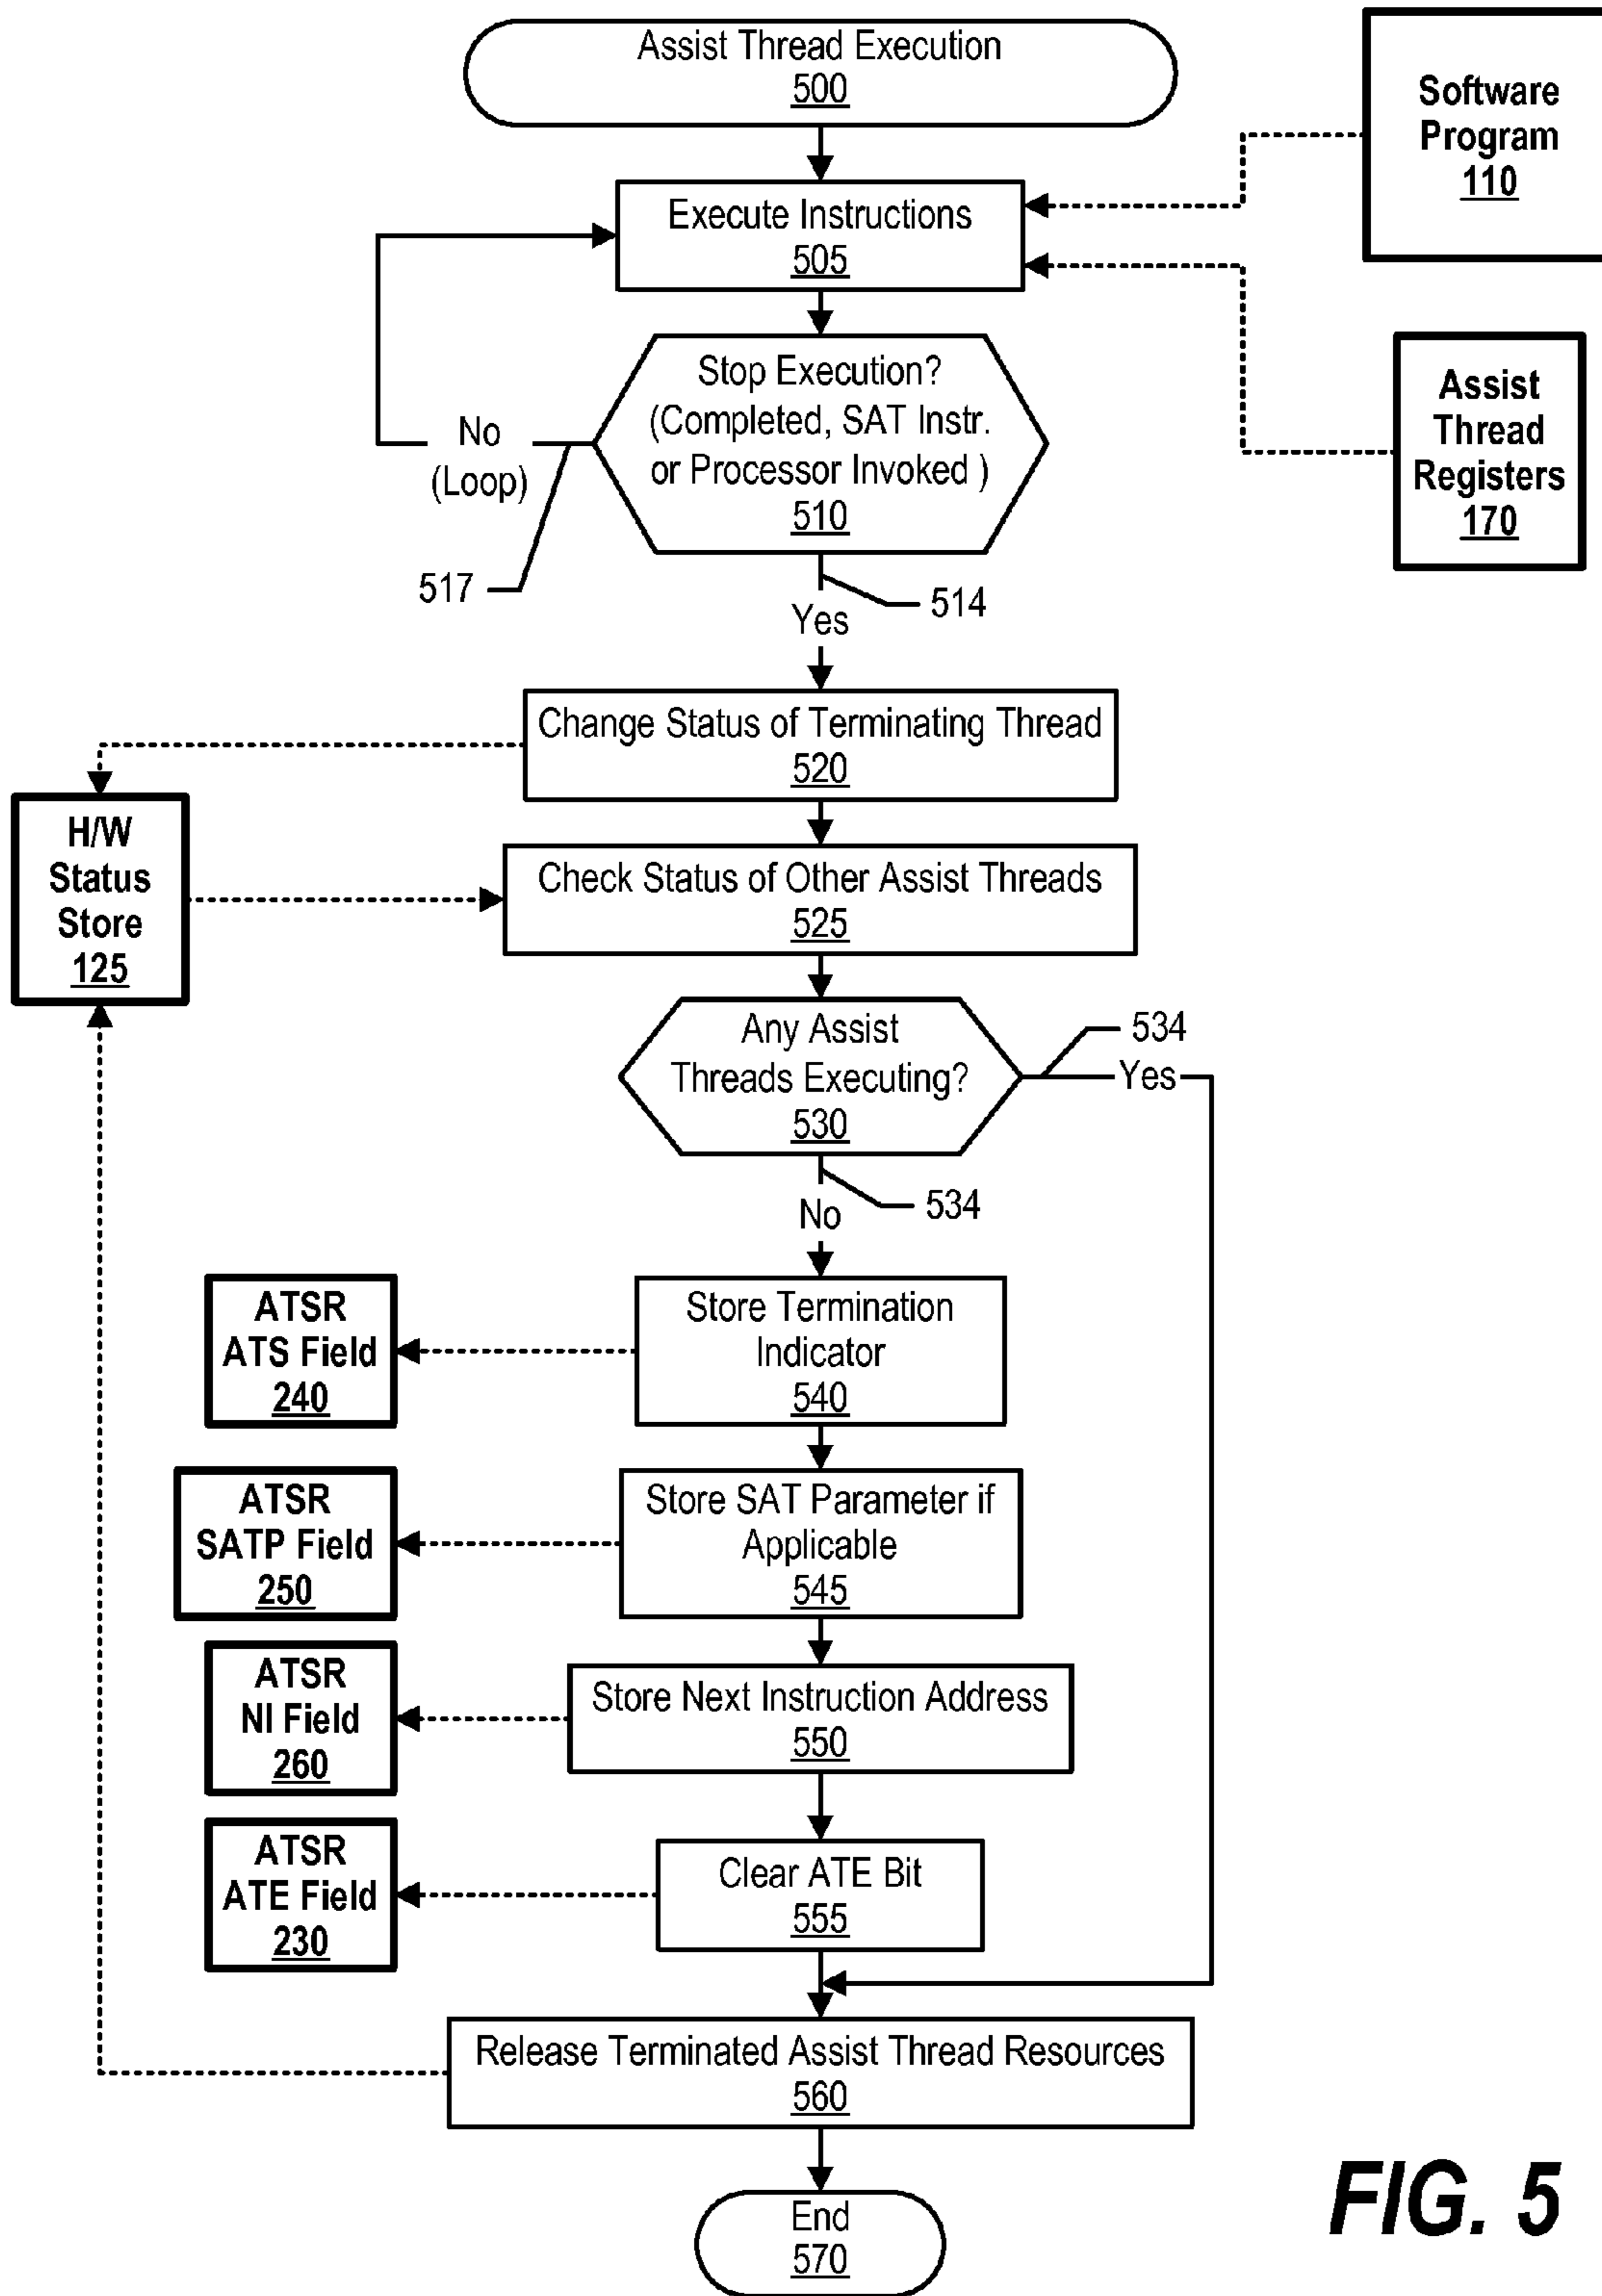 Assist Thread Execution
500
Software
Program
110
Execute Instructions
505
Stop Execution?
(Completed, SAT Instr.
or Processor Invoked )
510
No
(Loop)
Assist
Thread
Registers
170
517
514
Yes
Change Status of Terminating Thread
520
H/W
Status
Store
125
Check Status of Other Assist Threads
525
Any Assist
Threads Executing?
530
534
Yes
534
No
ATSR
ATS Field
240
Store Termination
Indicator
540
ATSR
SATP Field
250
Store SAT Parameter if
Applicable
545
ATSR
NI Field
260
Store Next Instruction Address
550
ATSR
ATE Field
230
Clear ATE Bit
555
Release Terminated Assist Thread Resources
560
End
570
FIG. 5